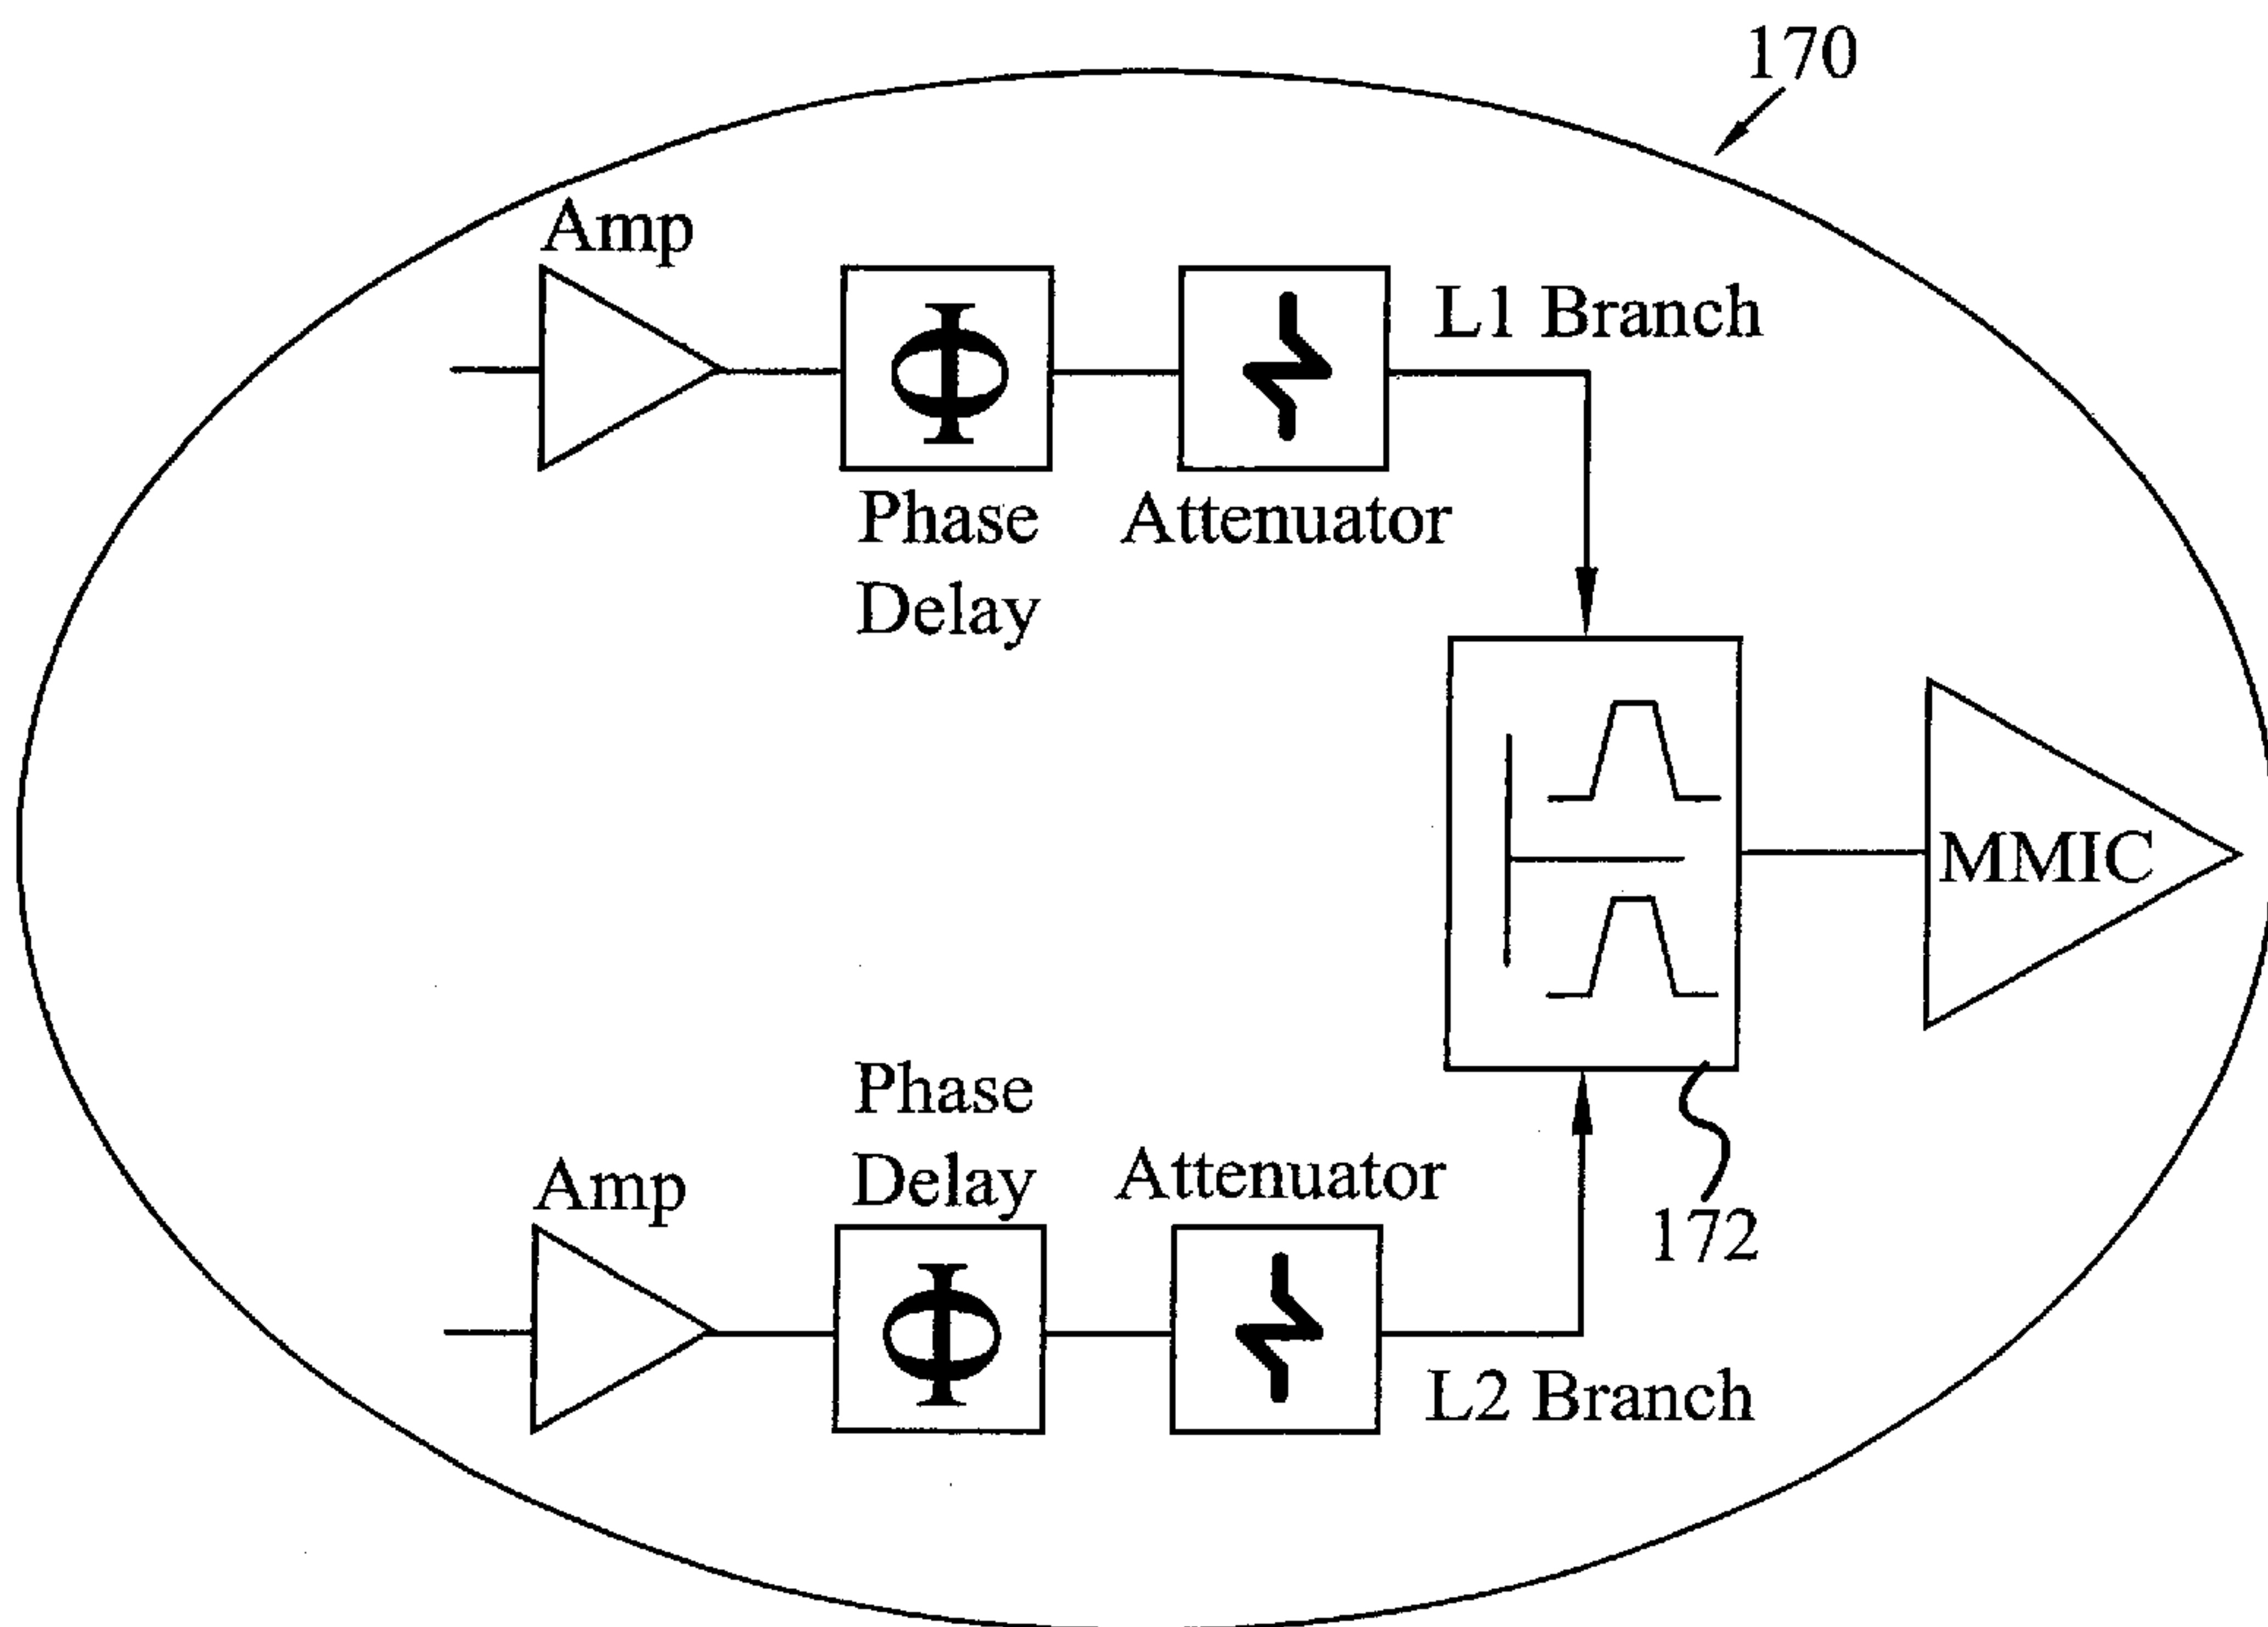 170
Amp
Φ
L1 Branch
Phase
Delay
Attenuator
MMIC
Phase
Delay
Attenuator
Amp
Φ
172
L2 Branch